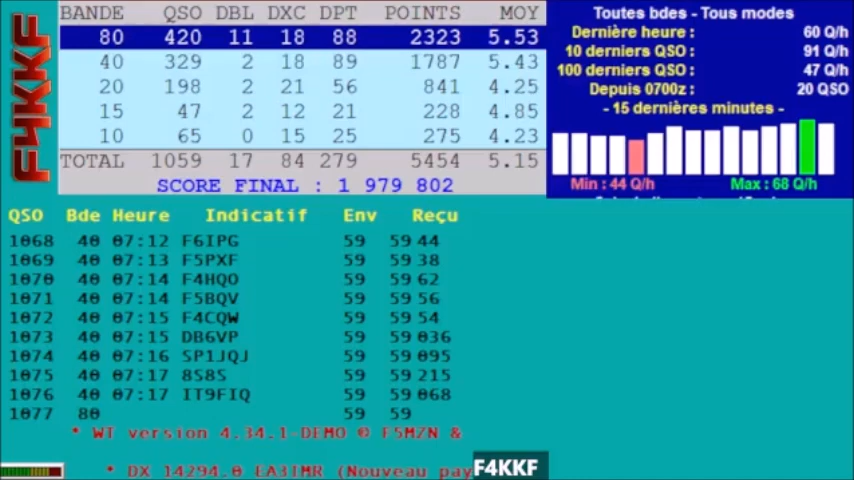 F4KKF
BANDE QSO DBL DXC DPT POINTS MOY
80 420 11 18 88 2323 5.53
40 329 2 18 89 1787 5.43
20 198 2 21 56 841 4.25
15 47 2 12 21 228 4.85
10 65 0 15 25 275 4.23
TOTAL 1059 17 84 279 5454 5.15
SCORE FINAL : 1 979 802
Toutes bdes - Tous modes
Dernière heure : 60 Q/h
10 derniers QSO : 91 Q/h
100 derniers QSO : 47 Q/h
Depuis 0700z : 20 QSO
- 15 dernières minutes -
Min : 44 Q/h Max : 68 Q/h
QSO Bde Heure Indicatif Env Reçu
1068 40 07:12 F6IPG 59 59 44
1069 40 07:13 F5PXF 59 59 38
1070 40 07:14 F4HQO 59 59 62
1071 40 07:14 F5BQV 59 59 56
1072 40 07:15 F4CQW 59 59 54
1073 40 07:15 DB6VP 59 59 036
1074 40 07:16 SP1JQJ 59 59 095
1075 40 07:17 8S8S 59 59 215
1076 40 07:17 IT9FIQ 59 59 068
1077 80 59 59
* WT version 4.34.1-DEMO © F5MZN &
* DX 14294.0 EA3IMR (Nouveau pay
F4KKF